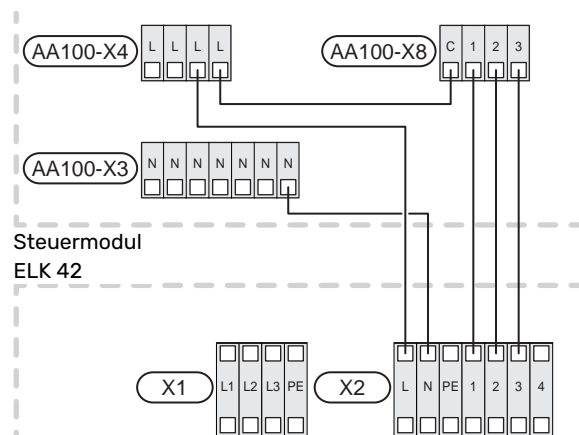 AA100-X4 L L L L
AA100-X8 C 1 2 3
AA100-X3 N N N N N N N
Steuermodul
ELK 42
X1 L1 L2 L3 PE
X2 L N PE 1 2 3 4